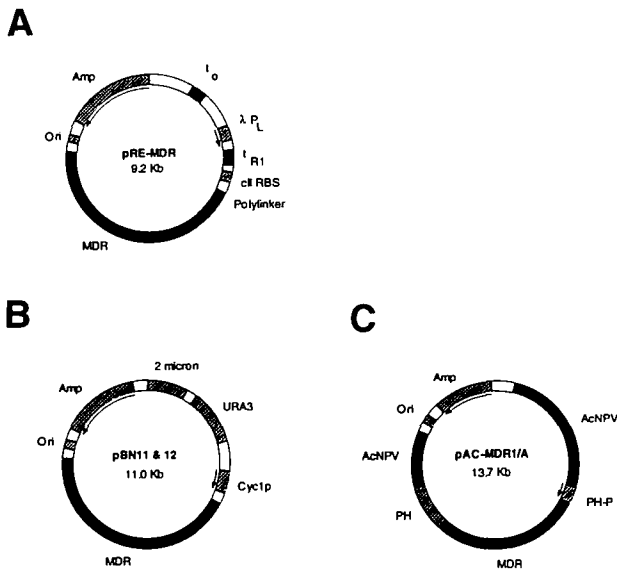 A
Amp
t o
λ P L
Ori
pRE-MDR
9.2 Kb
t R1
cII RBS
Polylinker
MDR
B
C
2 micron
Amp
URA3
Ori
pBN11 & 12
11.0 Kb
Cyc1p
MDR
Amp
Ori
AcNPV
AcNPV
pAC-MDR1/A
13.7 Kb
PH-P
PH
MDR